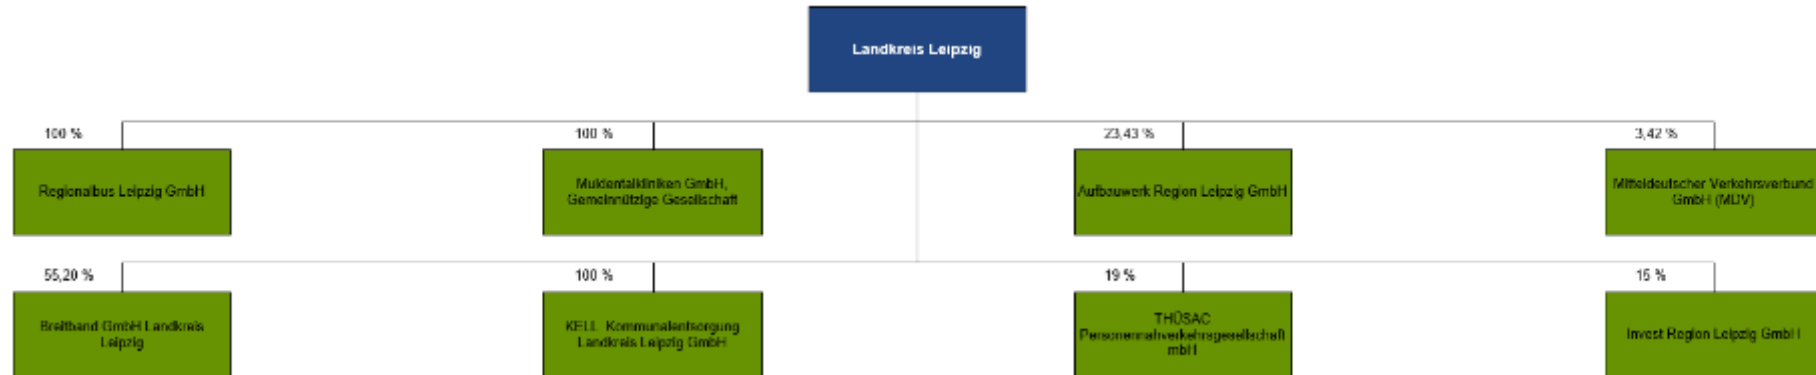 Landkreis Leipzig
100 %
100 %
23,43 %
3,42 %
Regionalbus Leipzig GmbH
Muldentalkliniken GmbH,
Gemeinnützige Gesellschaft
Aufbauwerk Region Leipzig GmbH
Mitteldeutscher Verkehrsverbund
GmbH (MDV)
55,20 %
100 %
19 %
15 %
Breitband GmbH Landkreis
Leipzig
KELL Kommunalentsorgung
Landkreis Leipzig GmbH
THÜSAC
Personennahverkehrsgesellschaft
mbH
Invest Region Leipzig GmbH